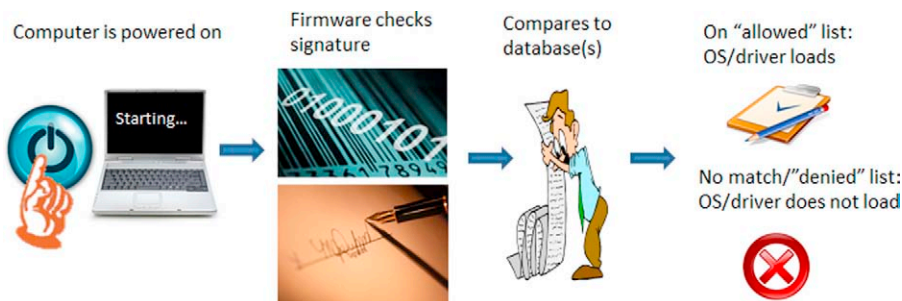 Computer is powered on
Starting...
Firmware checks
signature
01000101
Compares to
database(s)
On “allowed” list:
OS/driver loads
No match/”denied” list:
OS/driver does not load